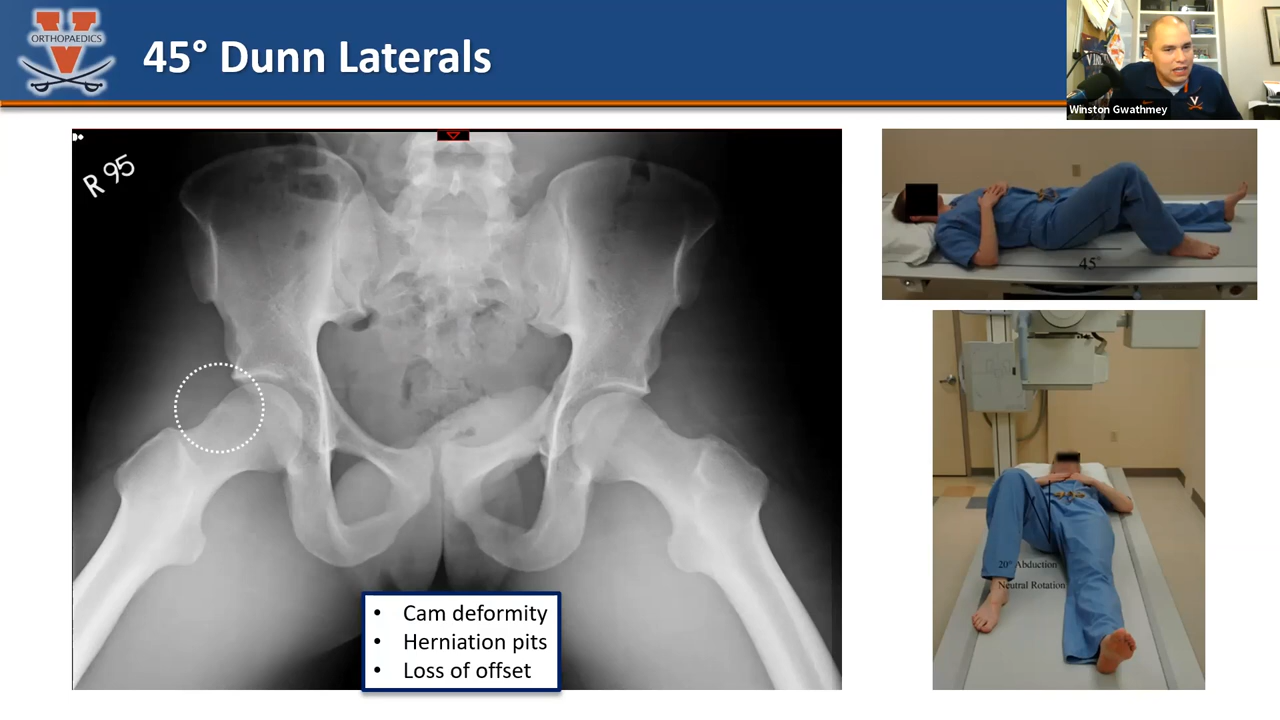 ORTHOPAEDICS
45° Dunn Laterals
Winston Gwathmey
R 95
45°
20° Abduction
Neutral Rotation
• Cam deformity
• Herniation pits
• Loss of offset